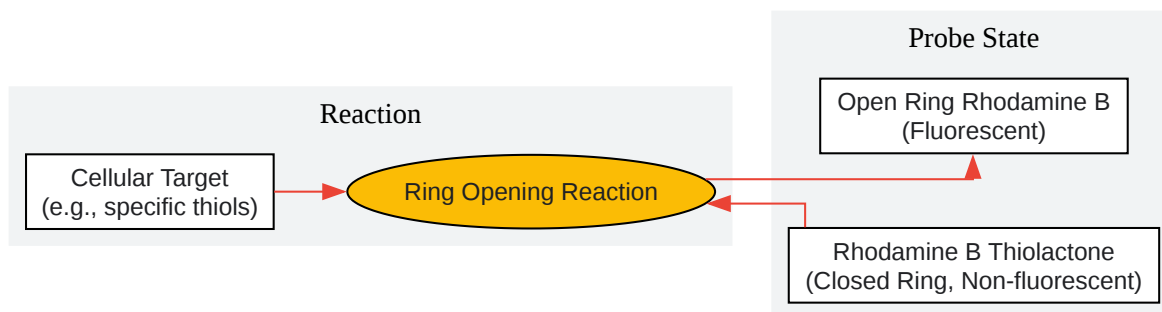 Probe State
Open Ring Rhodamine B
(Fluorescent)
Reaction
Cellular Target
(e.g., specific thiols)
Ring Opening Reaction
Rhodamine B Thiolactone
(Closed Ring, Non-fluorescent)